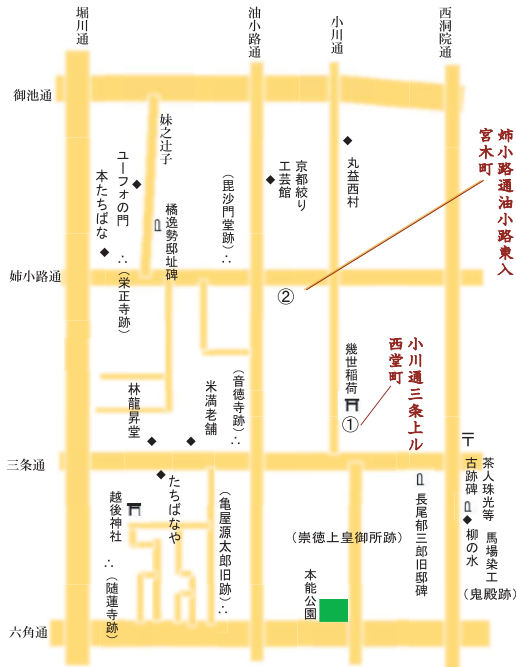 堀川通
油小路通
小川通
西洞院通
御池通
妹之辻子
ユーフォの門
本たちばな
橘逸勢邸址碑
∴(栄正寺跡)
(毘沙門堂跡)∴
京都絞り
工芸館
丸益西村
姉小路通油小路東入
宮木町
姉小路通
②
幾世稲荷
①
小川通三条上ル
西堂町
林龍昇堂
米満老舗
(音徳寺跡)∴
三条通
〒
たちばなや
越後神社
∴(随蓮寺跡)
(亀屋源太郎旧跡)∴
(崇徳上皇御所跡)
本能公園
長尾郁三郎旧邸碑
茶人珠光等
古跡碑
柳の水
馬場染工
(鬼殿跡)
六角通